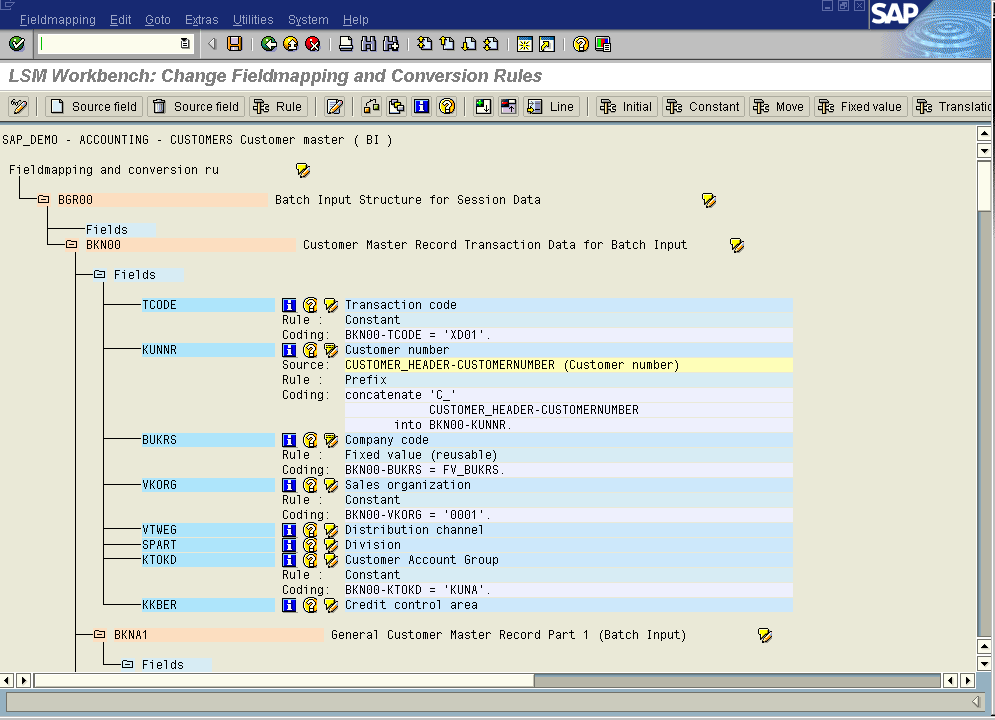 Fieldmapping Edit Goto Extras Utilities System Help
SAP
LSM Workbench: Change Fieldmapping and Conversion Rules
Source field Source field Rule Line Initial Constant Move Fixed value Translatic
SAP_DEMO - ACCOUNTING - CUSTOMERS Customer master ( BI )
Fieldmapping and conversion ru
BGR00 Batch Input Structure for Session Data
Fields
BKN00 Customer Master Record Transaction Data for Batch Input
Fields
TCODE Transaction code
Rule : Constant
Coding: BKN00-TCODE = 'XD01'.
KUNNR Customer number
Source: CUSTOMER_HEADER-CUSTOMERNUMBER (Customer number)
Rule : Prefix
Coding: concatenate 'C_'
CUSTOMER_HEADER-CUSTOMERNUMBER
into BKN00-KUNNR.
BUKRS Company code
Rule : Fixed value (reusable)
Coding: BKN00-BUKRS = FV_BUKRS.
VKORG Sales organization
Rule : Constant
Coding: BKN00-VKORG = '0001'.
VTWEG Distribution channel
SPART Division
KTOKD Customer Account Group
Rule : Constant
Coding: BKN00-KTOKD = 'KUNA'.
KKBER Credit control area
BKNA1 General Customer Master Record Part 1 (Batch Input)
Fields